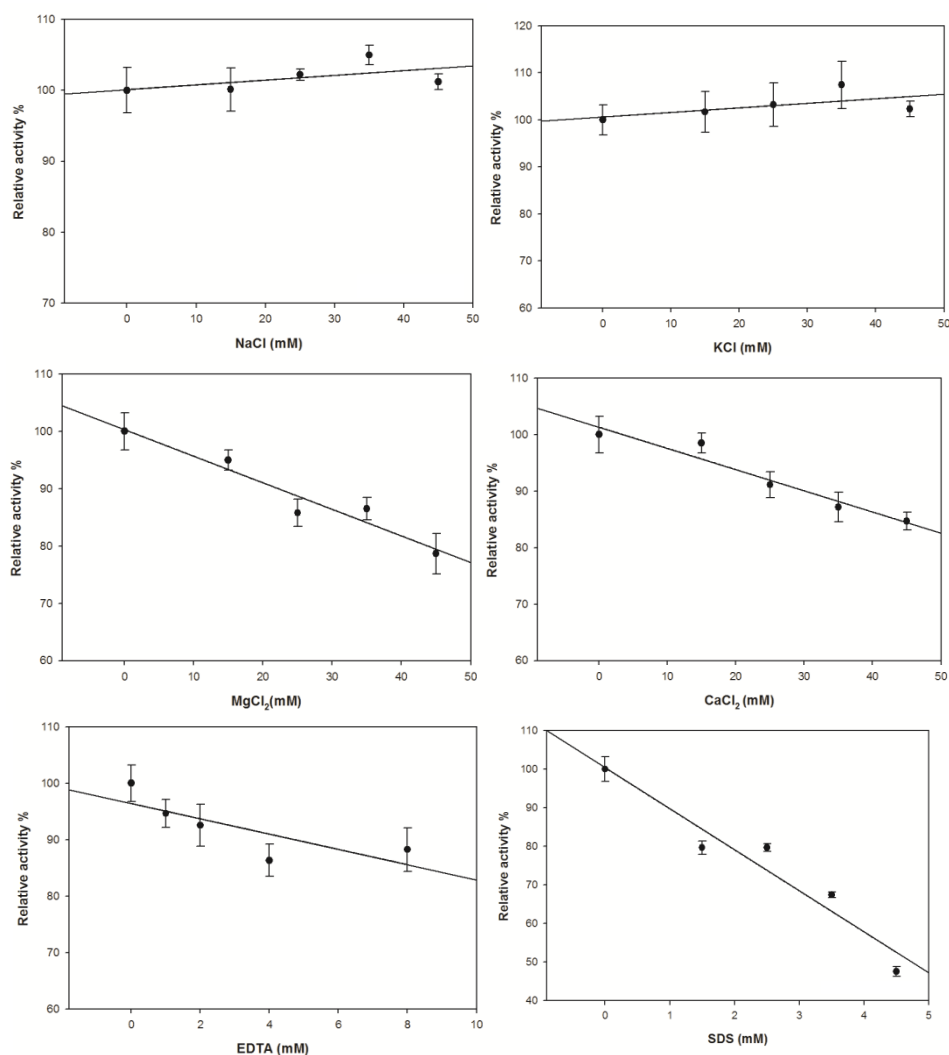 110
100
90
80
70
Relative activity %
0 10 20 30 40 50
NaCl (mM)
120
110
100
90
80
70
60
Relative activity %
0 10 20 30 40 50
KCl (mM)
110
100
90
80
70
60
Relative activity %
0 10 20 30 40 50
MgCl₂(mM)
110
100
90
80
70
60
Relative activity %
0 10 20 30 40 50
CaCl₂ (mM)
110
100
90
80
70
60
Relative activity %
0 2 4 6 8 10
EDTA (mM)
110
100
90
80
70
60
50
40
Relative activity %
0 1 2 3 4 5
SDS (mM)